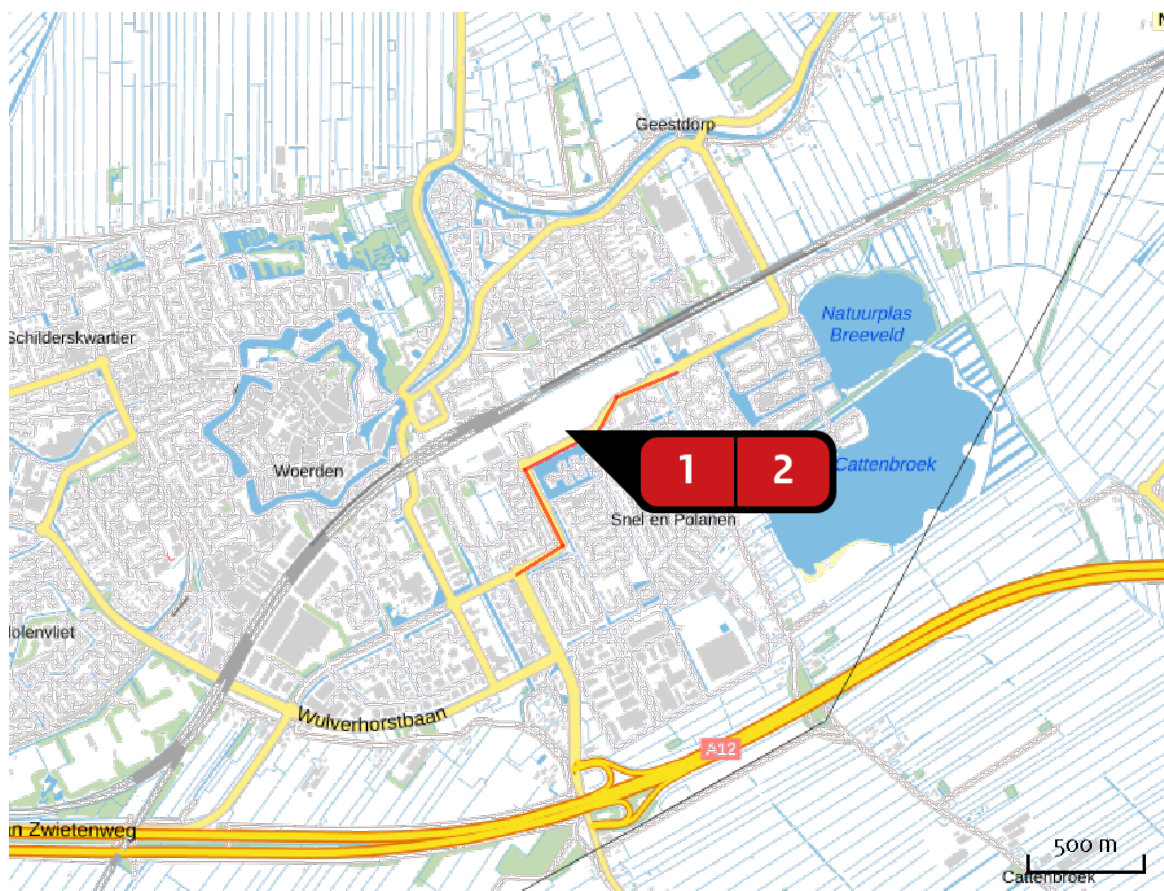 N
Geestdorp
Natuurplas
Breeveld
Schilderskwartier
1 2
Cattenbroek
Woerden
Snel en Polanen
olenvliet
Wulverhorstbaan
A12
n Zwietenweg
500 m
Cattenbroek